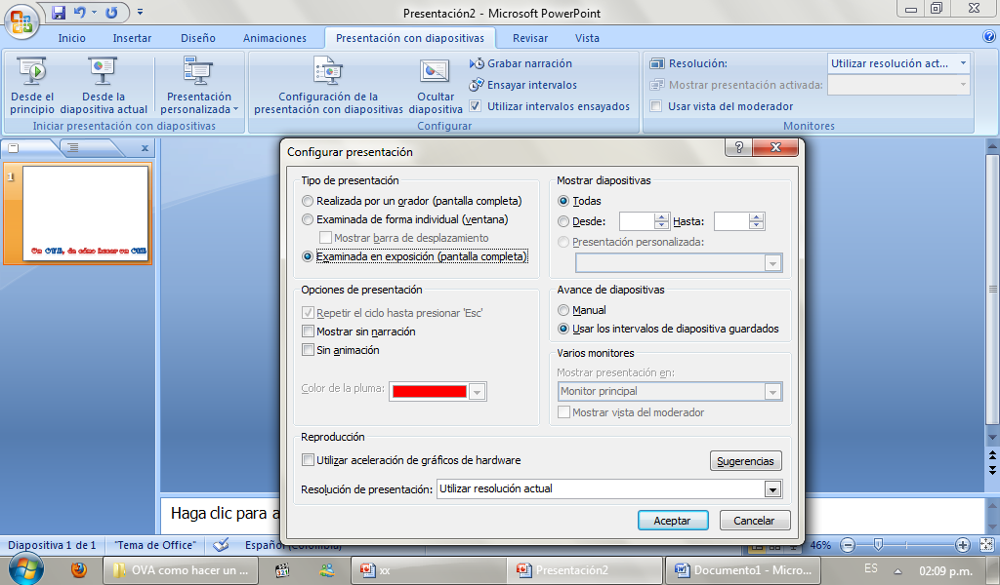 Presentación2 - Microsoft PowerPoint
Inicio Insertar Diseño Animaciones Presentación con diapositivas Revisar Vista
Desde el principio
Desde la diapositiva actual
Presentación personalizada
Iniciar presentación con diapositivas
Configuración de la presentación con diapositivas
Ocultar diapositiva
Grabar narración
Ensayar intervalos
Utilizar intervalos ensayados
Configurar
Resolución: Utilizar resolución act...
Mostrar presentación activada:
Usar vista del moderador
Monitores
1
Un OVA, de cómo hacer un OVA
Configurar presentación
Tipo de presentación
Realizada por un orador (pantalla completa)
Examinada de forma individual (ventana)
Mostrar barra de desplazamiento
Examinada en exposición (pantalla completa)
Opciones de presentación
Repetir el ciclo hasta presionar 'Esc'
Mostrar sin narración
Sin animación
Color de la pluma:
Mostrar diapositivas
Todas
Desde: Hasta:
Presentación personalizada:
Avance de diapositivas
Manual
Usar los intervalos de diapositiva guardados
Varios monitores
Mostrar presentación en:
Monitor principal
Mostrar vista del moderador
Reproducción
Utilizar aceleración de gráficos de hardware
Sugerencias
Resolución de presentación: Utilizar resolución actual
Aceptar Cancelar
Haga clic para a
Diapositiva 1 de 1 "Tema de Office" Español (Colombia) 46%
OVA como hacer un ... xx Presentación2 Documento1 - Micro... ES 02:09 p.m.